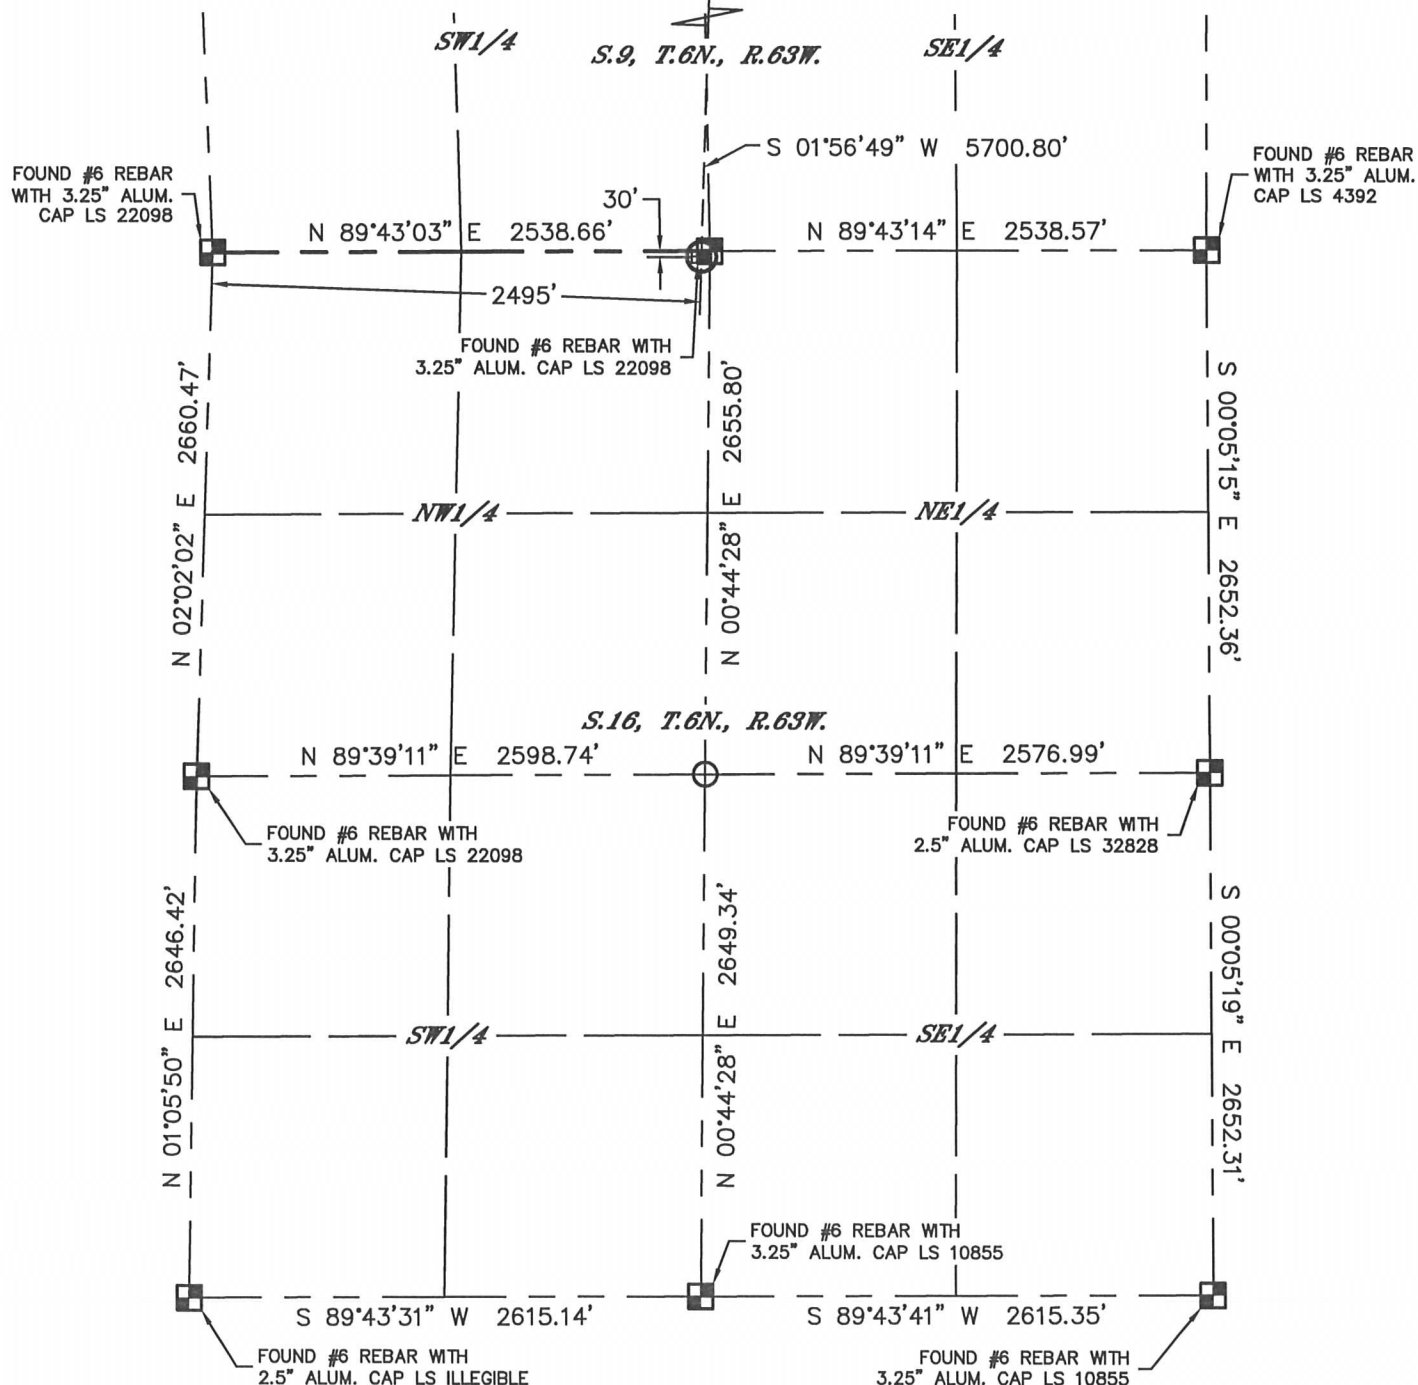 SW1/4
S.9, T.6N., R.63W.
SE1/4
S 01°56'49" W 5700.80'
FOUND #6 REBAR
WITH 3.25" ALUM.
CAP LS 22098
FOUND #6 REBAR
WITH 3.25" ALUM.
CAP LS 4392
30'
N 89°43'03" E 2538.66'
N 89°43'14" E 2538.57'
2495'
FOUND #6 REBAR WITH
3.25" ALUM. CAP LS 22098
N 02°02'02" E 2660.47'
N 00°44'28" E 2655.80'
S 00°05'15" E 2652.36'
NW1/4
NE1/4
S.16, T.6N., R.63W.
N 89°39'11" E 2598.74'
N 89°39'11" E 2576.99'
FOUND #6 REBAR WITH
3.25" ALUM. CAP LS 22098
FOUND #6 REBAR WITH
2.5" ALUM. CAP LS 32828
N 01°05'50" E 2646.42'
N 00°44'28" E 2649.34'
S 00°05'19" E 2652.31'
SW1/4
SE1/4
FOUND #6 REBAR WITH
3.25" ALUM. CAP LS 10855
S 89°43'31" W 2615.14'
S 89°43'41" W 2615.35'
FOUND #6 REBAR WITH
2.5" ALUM. CAP LS ILLEGIBLE
FOUND #6 REBAR WITH
3.25" ALUM. CAP LS 10855